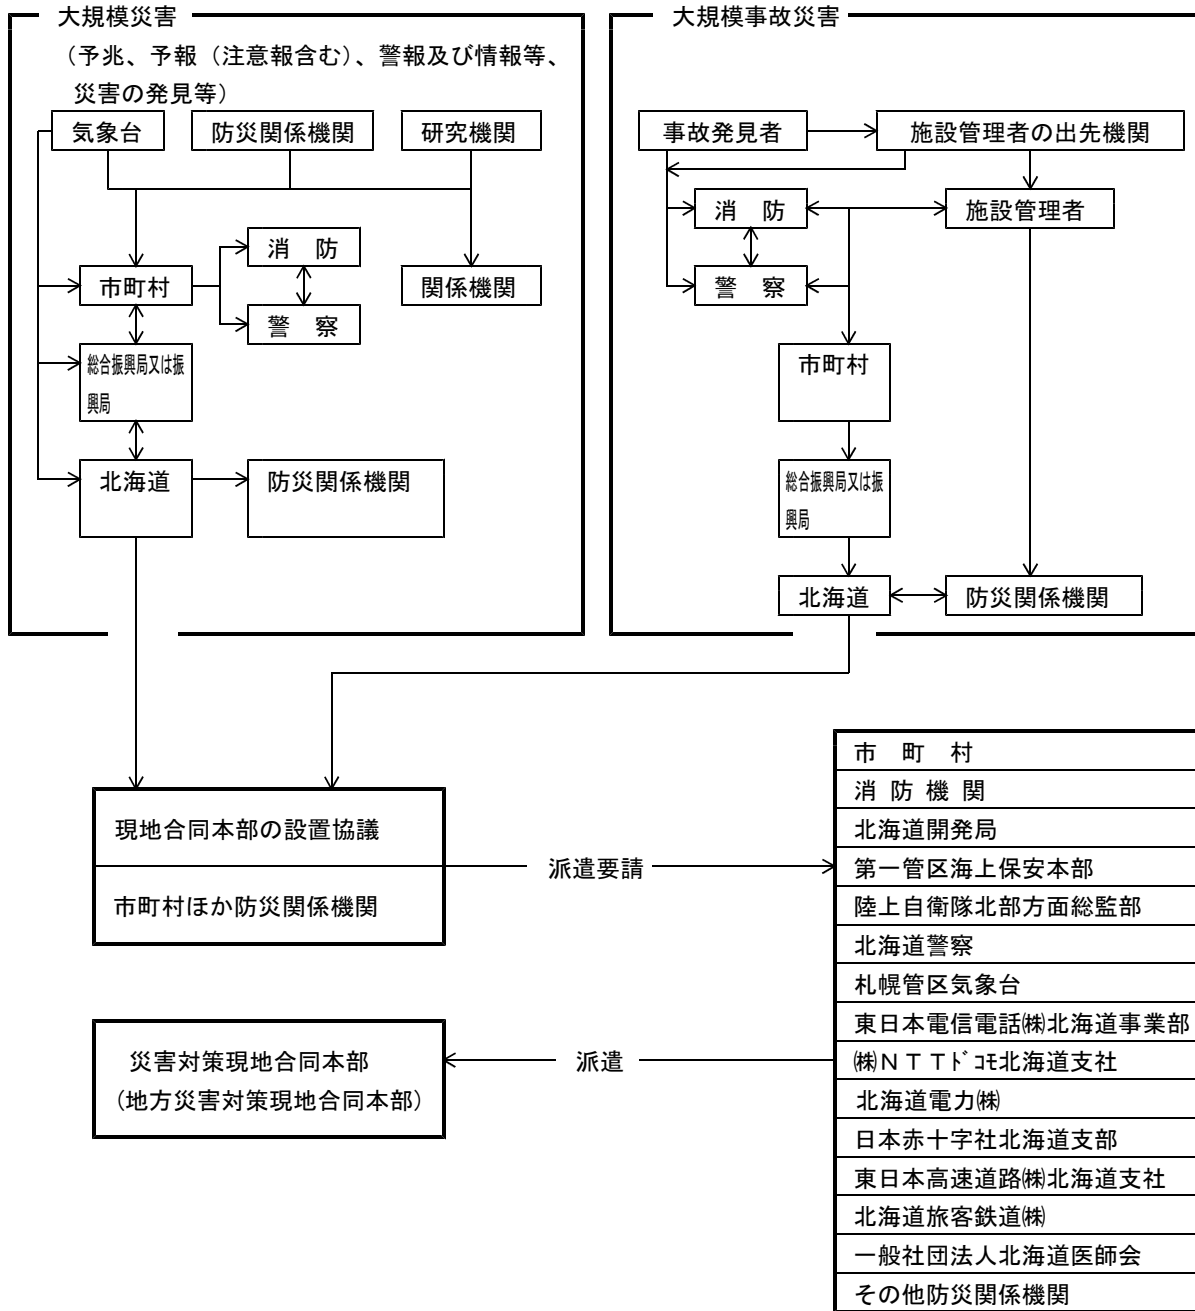 大規模災害
（予兆、予報（注意報含む）、警報及び情報等、
災害の発見等）
気象台
防災関係機関
研究機関
消　防
市町村
関係機関
警　察
総合振興局又は振
興局
北海道
防災関係機関
大規模事故災害
事故発見者
施設管理者の出先機関
消　防
施設管理者
警　察
市町村
総合振興局又は振
興局
北海道
防災関係機関
現地合同本部の設置協議
市町村ほか防災関係機関
派遣要請
災害対策現地合同本部
（地方災害対策現地合同本部）
派遣
市　町　村
消 防 機 関
北海道開発局
第一管区海上保安本部
陸上自衛隊北部方面総監部
北海道警察
札幌管区気象台
東日本電信電話㈱北海道事業部
㈱ＮＴＴﾄﾞｺﾓ北海道支社
北海道電力㈱
日本赤十字社北海道支部
東日本高速道路㈱北海道支社
北海道旅客鉄道㈱
一般社団法人北海道医師会
その他防災関係機関